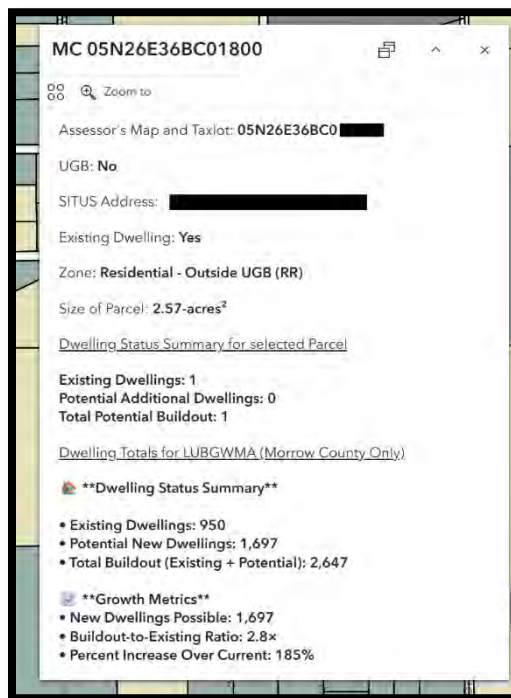 MC 05N26E36BC01800
Zoom to
Assessor's Map and Taxlot: 05N26E36BC0
UGB: No
SITUS Address:
Existing Dwelling: Yes
Zone: Residential - Outside UGB (RR)
Size of Parcel: 2.57-acres²
Dwelling Status Summary for selected Parcel
Existing Dwellings: 1
Potential Additional Dwellings: 0
Total Potential Buildout: 1
Dwelling Totals for LUBGWMA (Morrow County Only)
🏠 **Dwelling Status Summary**
• Existing Dwellings: 950
• Potential New Dwellings: 1,697
• Total Buildout (Existing + Potential): 2,647
📈 **Growth Metrics**
• New Dwellings Possible: 1,697
• Buildout-to-Existing Ratio: 2.8×
• Percent Increase Over Current: 185%